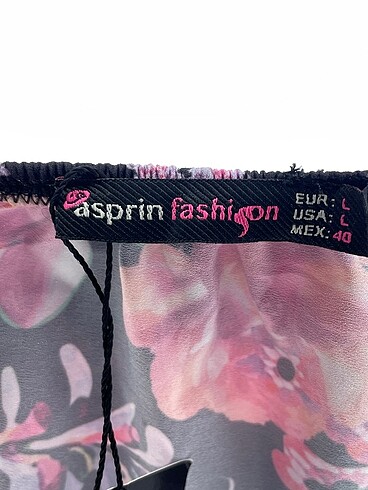 asprin fashion
EUR: L
USA: L
MEX: 40